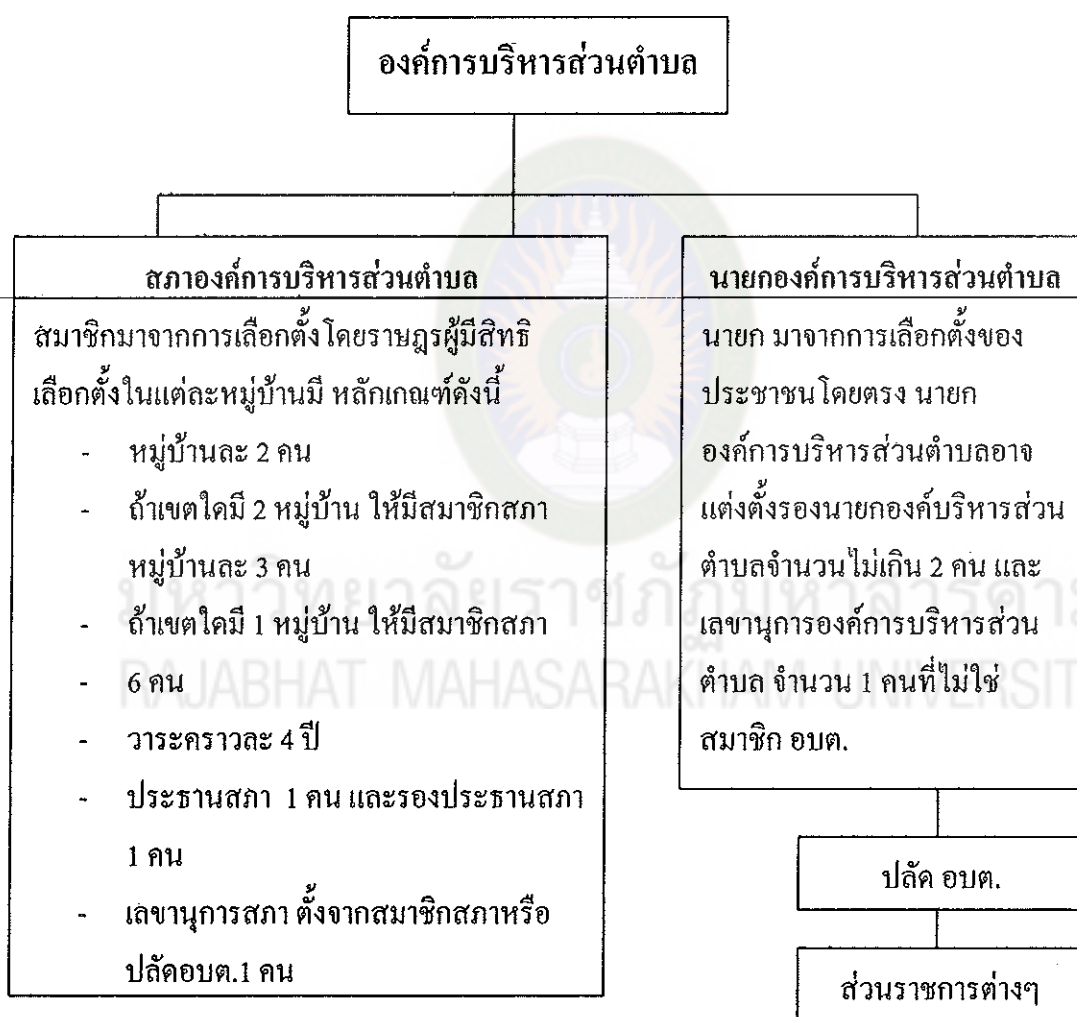 องค์การบริหารส่วนตำบล
สภาองค์การบริหารส่วนตำบล
สมาชิกมาจากการเลือกตั้งโดยราษฎรผู้มีสิทธิ
เลือกตั้งในแต่ละหมู่บ้านมี หลักเกณฑ์ดังนี้
- หมู่บ้านละ 2 คน
- ถ้าเขตใดมี 2 หมู่บ้าน ให้มีสมาชิกสภา
หมู่บ้านละ 3 คน
- ถ้าเขตใดมี 1 หมู่บ้าน ให้มีสมาชิกสภา
- 6 คน
- วาระคราวละ 4 ปี
- ประธานสภา 1 คน และรองประธานสภา
1 คน
- เลขานุการสภา ตั้งจากสมาชิกสภาหรือ
ปลัดอบต.1 คน
นายกองค์การบริหารส่วนตำบล
นายก มาจากการเลือกตั้งของ
ประชาชนโดยตรง นายก
องค์การบริหารส่วนตำบลอาจ
แต่งตั้งรองนายกองค์บริหารส่วน
ตำบลจำนวนไม่เกิน 2 คน และ
เลขานุการองค์การบริหารส่วน
ตำบล จำนวน 1 คนที่ไม่ใช่
สมาชิก อบต.
ปลัด อบต.
ส่วนราชการต่างๆ
RAJABHAT MAHASARAKHAM